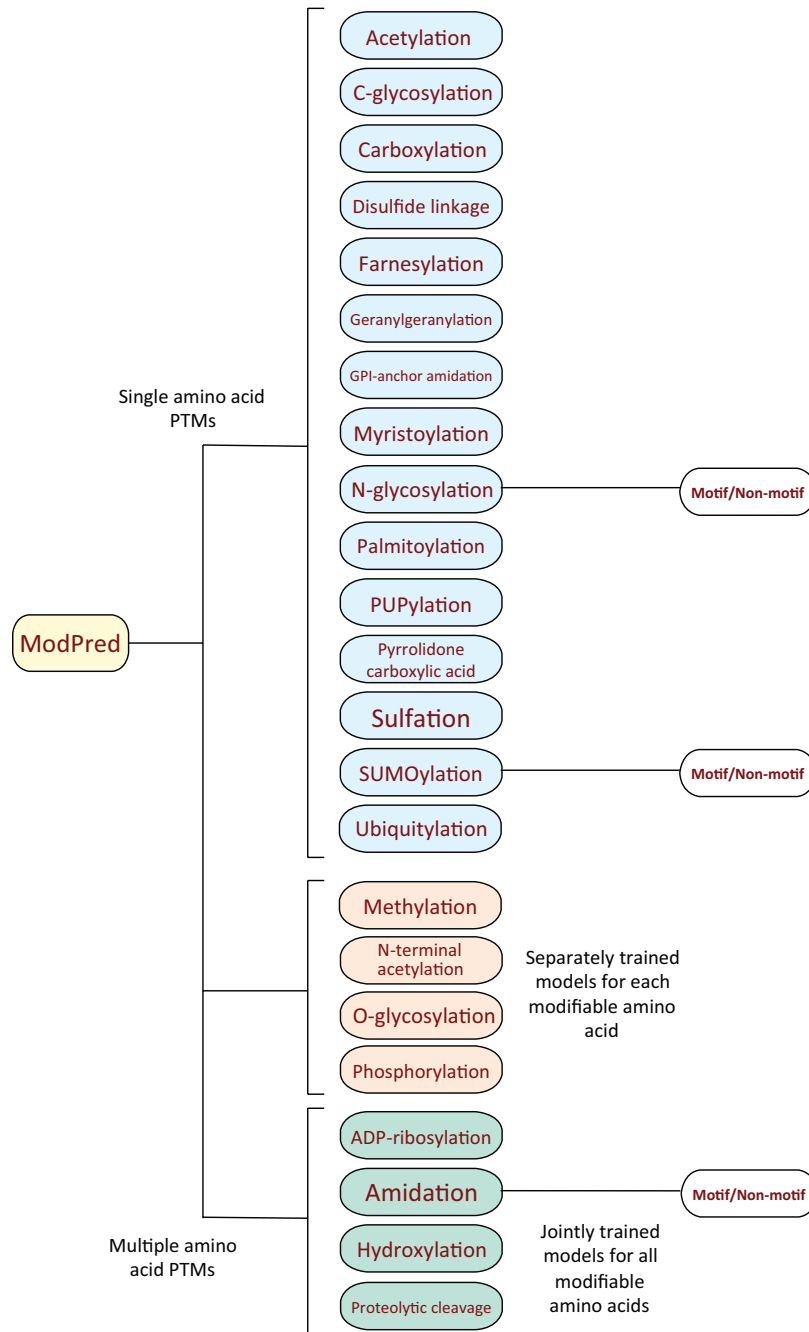 Acetylation
C-glycosylation
Carboxylation
Disulfide linkage
Farnesylation
Geranylgeranylation
GPI-anchor amidation
Single amino acid
PTMs
Myristoylation
N-glycosylation
Motif/Non-motif
Palmitoylation
PUPylation
ModPred
Pyrrolidone
carboxylic acid
Sulfation
SUMOylation
Motif/Non-motif
Ubiquitylation
Methylation
N-terminal
acetylation
O-glycosylation
Phosphorylation
Separately trained
models for each
modifiable amino
acid
ADP-ribosylation
Amidation
Motif/Non-motif
Multiple amino
acid PTMs
Hydroxylation
Proteolytic cleavage
Jointly trained
models for all
modifiable
amino acids